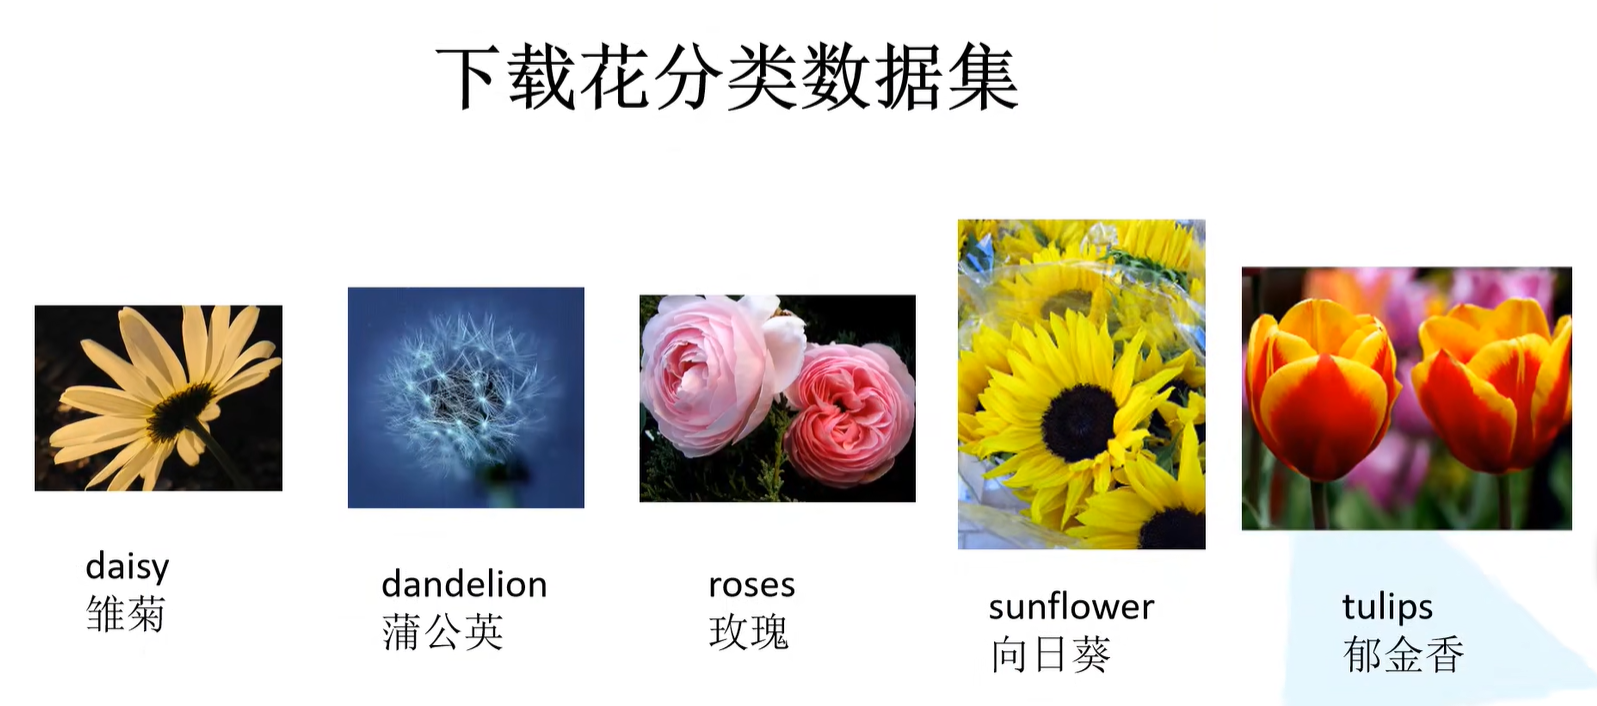 下载花分类数据集
daisy
雏菊
dandelion
蒲公英
roses
玫瑰
sunflower
向日葵
tulips
郁金香